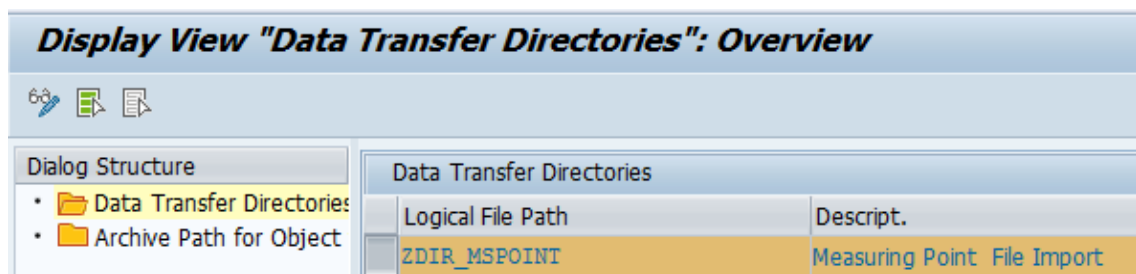 Display View "Data Transfer Directories": Overview
Dialog Structure
Data Transfer Directories
Archive Path for Object
Data Transfer Directories
Logical File Path Descript.
ZDIR_MSPOINT Measuring Point File Import